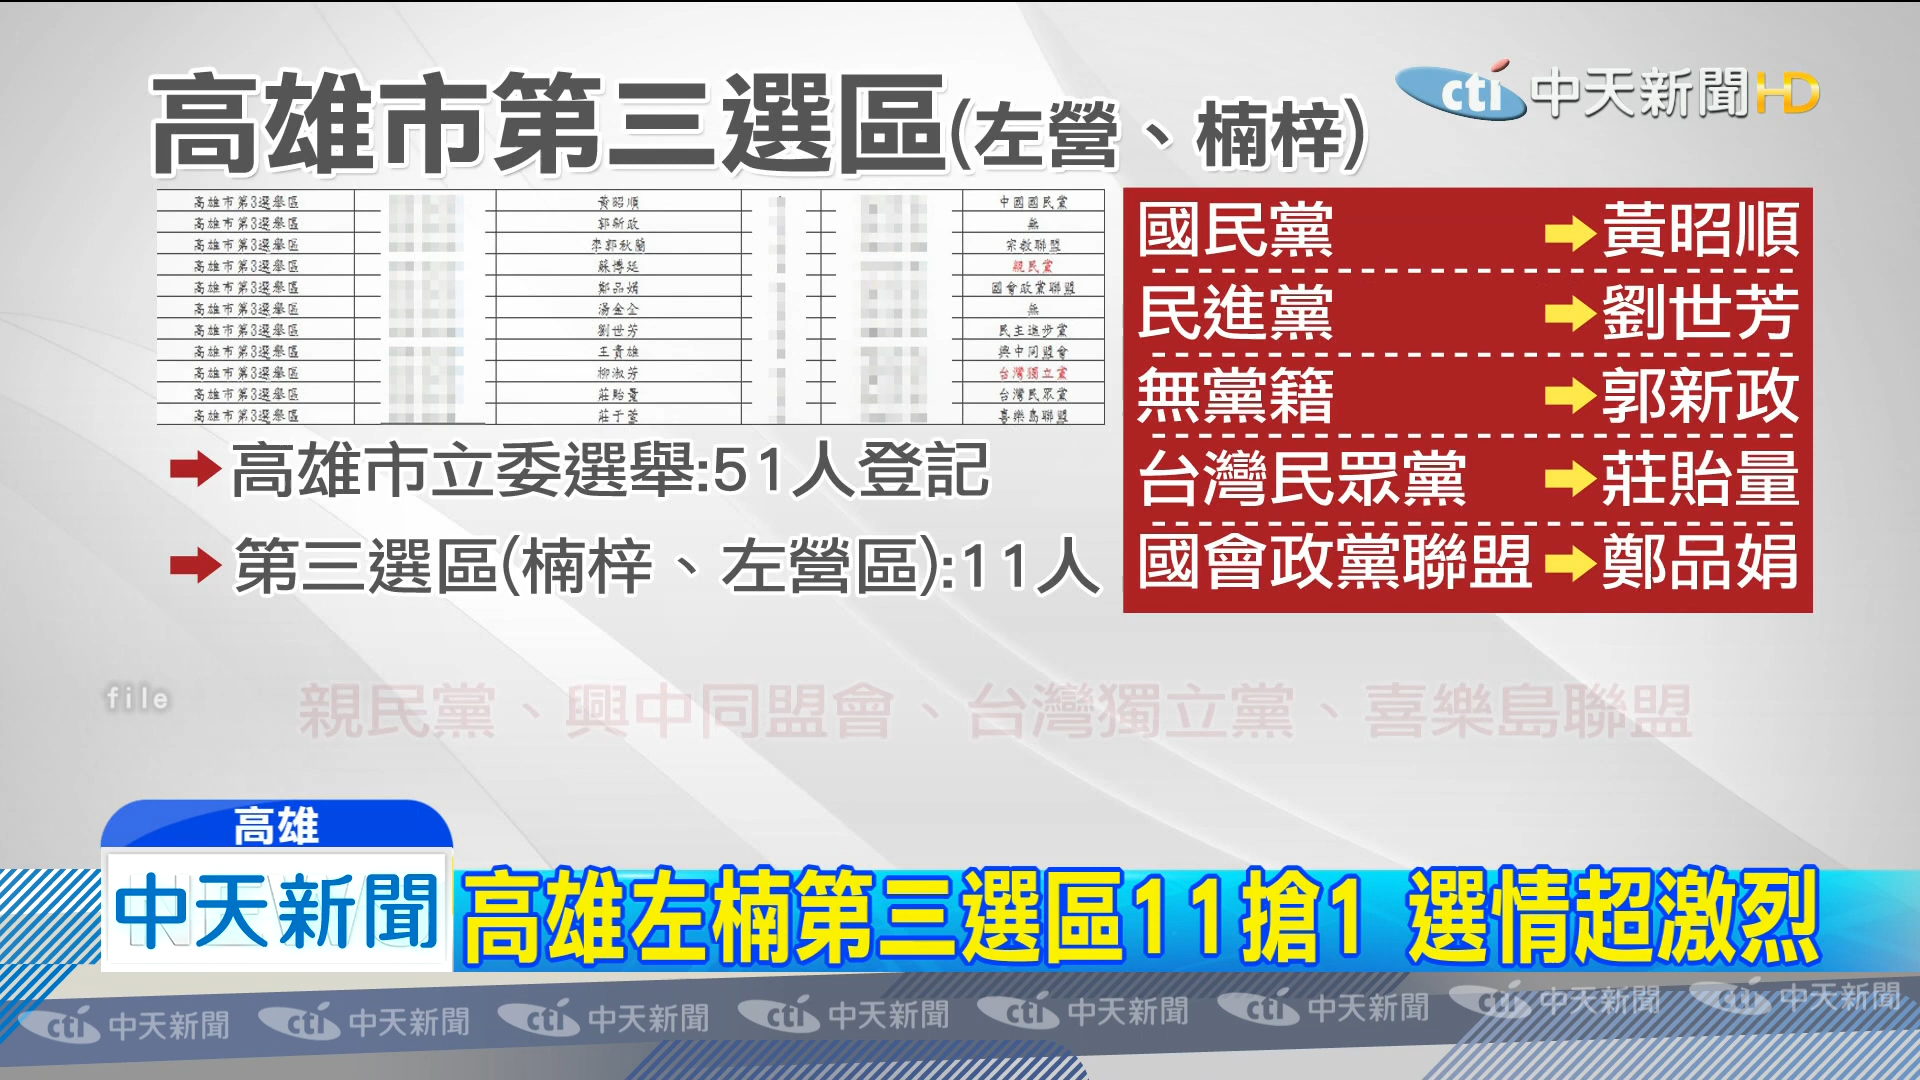 高雄市第三選區(左營、楠梓)
cti 中天新聞HD
高雄市第3選舉區 黃昭順 中國國民黨
高雄市第3選舉區 郭新政 無
高雄市第3選舉區 李郭秋蘭 宗教聯盟
高雄市第3選舉區 蘇博廷 親民黨
高雄市第3選舉區 鄭品娟 國會政黨聯盟
高雄市第3選舉區 湯金全 無
高雄市第3選舉區 劉世芳 民主進步黨
高雄市第3選舉區 王貴雄 興中同盟會
高雄市第3選舉區 柳淑芳 台灣獨立黨
高雄市第3選舉區 莊貽量 台灣民眾黨
高雄市第3選舉區 莊于萱 喜樂島聯盟
國民黨 黃昭順
民進黨 劉世芳
無黨籍 郭新政
台灣民眾黨 莊貽量
國會政黨聯盟 鄭品娟
高雄市立委選舉:51人登記
第三選區(楠梓、左營區):11人
file
親民黨、興中同盟會、台灣獨立黨、喜樂島聯盟
高雄
中天新聞
高雄左楠第三選區11搶1 選情超激烈
cti 中天新聞 cti 中天新聞 cti 中天新聞 cti 中天新聞 cti 中天新聞 cti 中天新聞 cti 中天新聞 cti 中天新聞